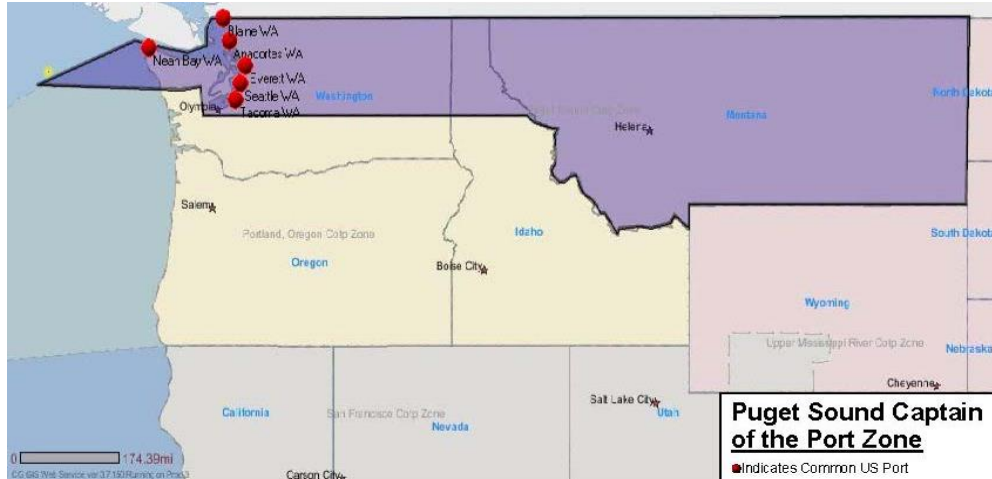 Blane WA
Anacortes WA
Neah Bay WA
Everett WA
Seattle WA
Olympia
Tacoma WA
Washington
Helena
Montana
North Dakota
Salem
Portland, Oregon Cotp Zone
Oregon
Idaho
Boise City
South Dakota
Wyoming
Upper Mississippi River Cotp Zone
Nebraska
Cheyenne
California
San Francisco Cotp Zone
Nevada
Salt Lake City
Utah
Carson City
Puget Sound Captain
of the Port Zone
Indicates Common US Port
0 174.39mi